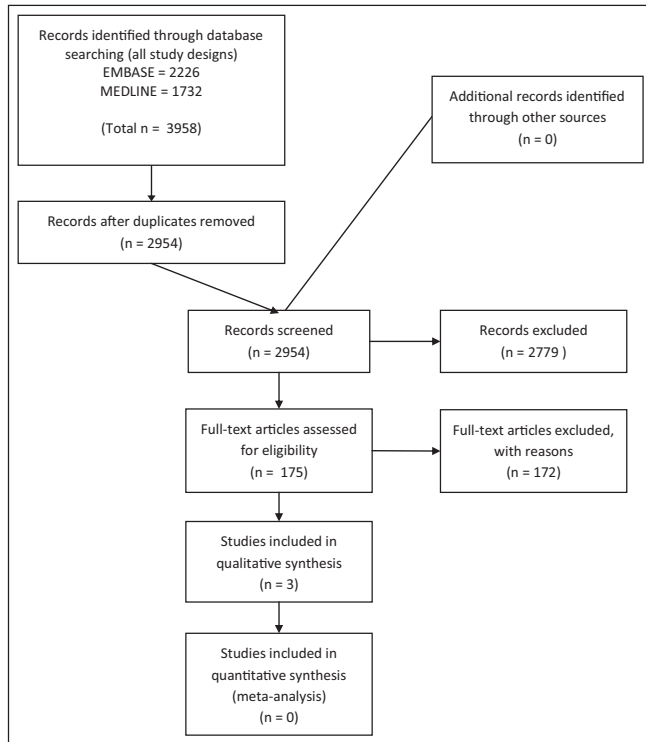 Records identified through database
searching (all study designs)
EMBASE = 2226
MEDLINE = 1732
(Total n = 3958)
Additional records identified
through other sources
(n = 0)
Records after duplicates removed
(n = 2954)
Records screened
(n = 2954)
Records excluded
(n = 2779 )
Full-text articles assessed
for eligibility
(n = 175)
Full-text articles excluded,
with reasons
(n = 172)
Studies included in
qualitative synthesis
(n = 3)
Studies included in
quantitative synthesis
(meta-analysis)
(n = 0)